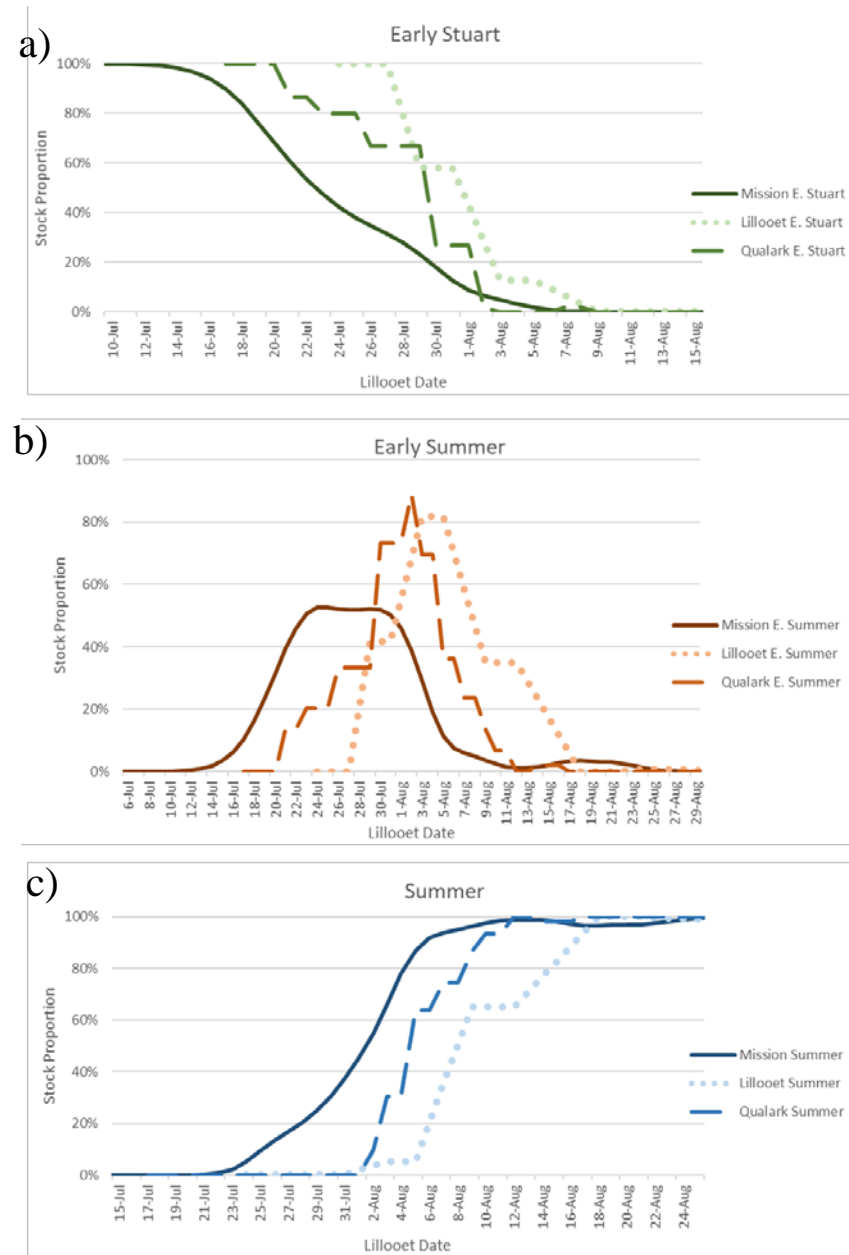 a)
Early Stuart
100%
80%
60%
40%
20%
0%
Stock Proportion
10-Jul
12-Jul
14-Jul
16-Jul
18-Jul
20-Jul
22-Jul
24-Jul
26-Jul
28-Jul
30-Jul
1-Aug
3-Aug
5-Aug
7-Aug
9-Aug
11-Aug
13-Aug
15-Aug
Lillooet Date
Mission E. Stuart
Lillooet E. Stuart
Qualark E. Stuart
b)
Early Summer
100%
80%
60%
40%
20%
0%
Stock Proportion
6-Jul
8-Jul
10-Jul
12-Jul
14-Jul
16-Jul
18-Jul
20-Jul
22-Jul
24-Jul
26-Jul
28-Jul
30-Jul
1-Aug
3-Aug
5-Aug
7-Aug
9-Aug
11-Aug
13-Aug
15-Aug
17-Aug
19-Aug
21-Aug
23-Aug
25-Aug
27-Aug
29-Aug
Lillooet Date
Mission E. Summer
Lillooet E. Summer
Qualark E. Summer
c)
Summer
100%
80%
60%
40%
20%
0%
Stock Proportion
15-Jul
17-Jul
19-Jul
21-Jul
23-Jul
25-Jul
27-Jul
29-Jul
31-Jul
2-Aug
4-Aug
6-Aug
8-Aug
10-Aug
12-Aug
14-Aug
16-Aug
18-Aug
20-Aug
22-Aug
24-Aug
Lillooet Date
Mission Summer
Lillooet Summer
Qualark Summer